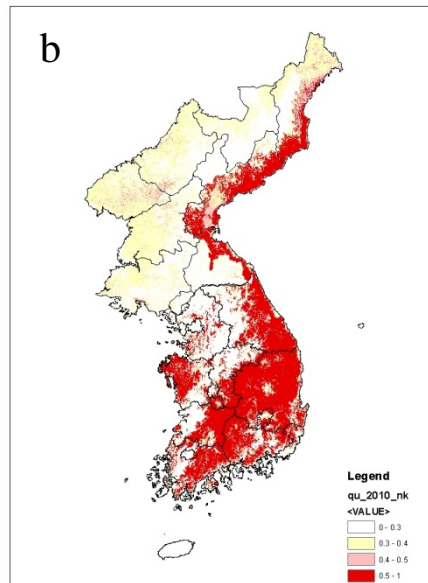 b
Legend
qu_2010_nk
<VALUE>
0 - 0.3
0.3 - 0.4
0.4 - 0.5
0.5 - 1